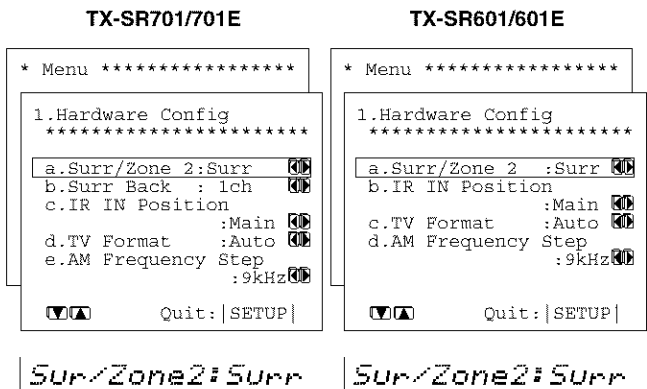 TX-SR701/701E
* Menu *****************
1.Hardware Config
***********************
a.Surr/Zone 2:Surr
b.Surr Back : 1ch
c.IR IN Position
:Main
d.TV Format :Auto
e.AM Frequency Step
:9kHz
Quit:|SETUP|
Sur/Zone2:Surr
TX-SR601/601E
* Menu *****************
1.Hardware Config
***********************
a.Surr/Zone 2 :Surr
b.IR IN Position
:Main
c.TV Format :Auto
d.AM Frequency Step
:9kHz
Quit:|SETUP|
Sur/Zone2:Surr